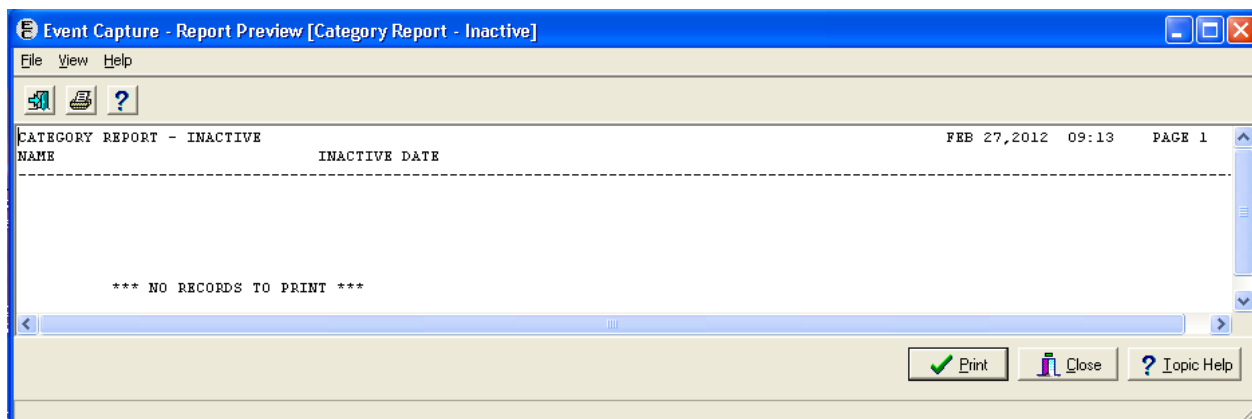 Event Capture - Report Preview [Category Report - Inactive]
File View Help
?
CATEGORY REPORT - INACTIVE FEB 27,2012 09:13 PAGE 1
NAME INACTIVE DATE
--------------------------------------------------------------------------------------------------------------------------
*** NO RECORDS TO PRINT ***
Print Close ? Topic Help